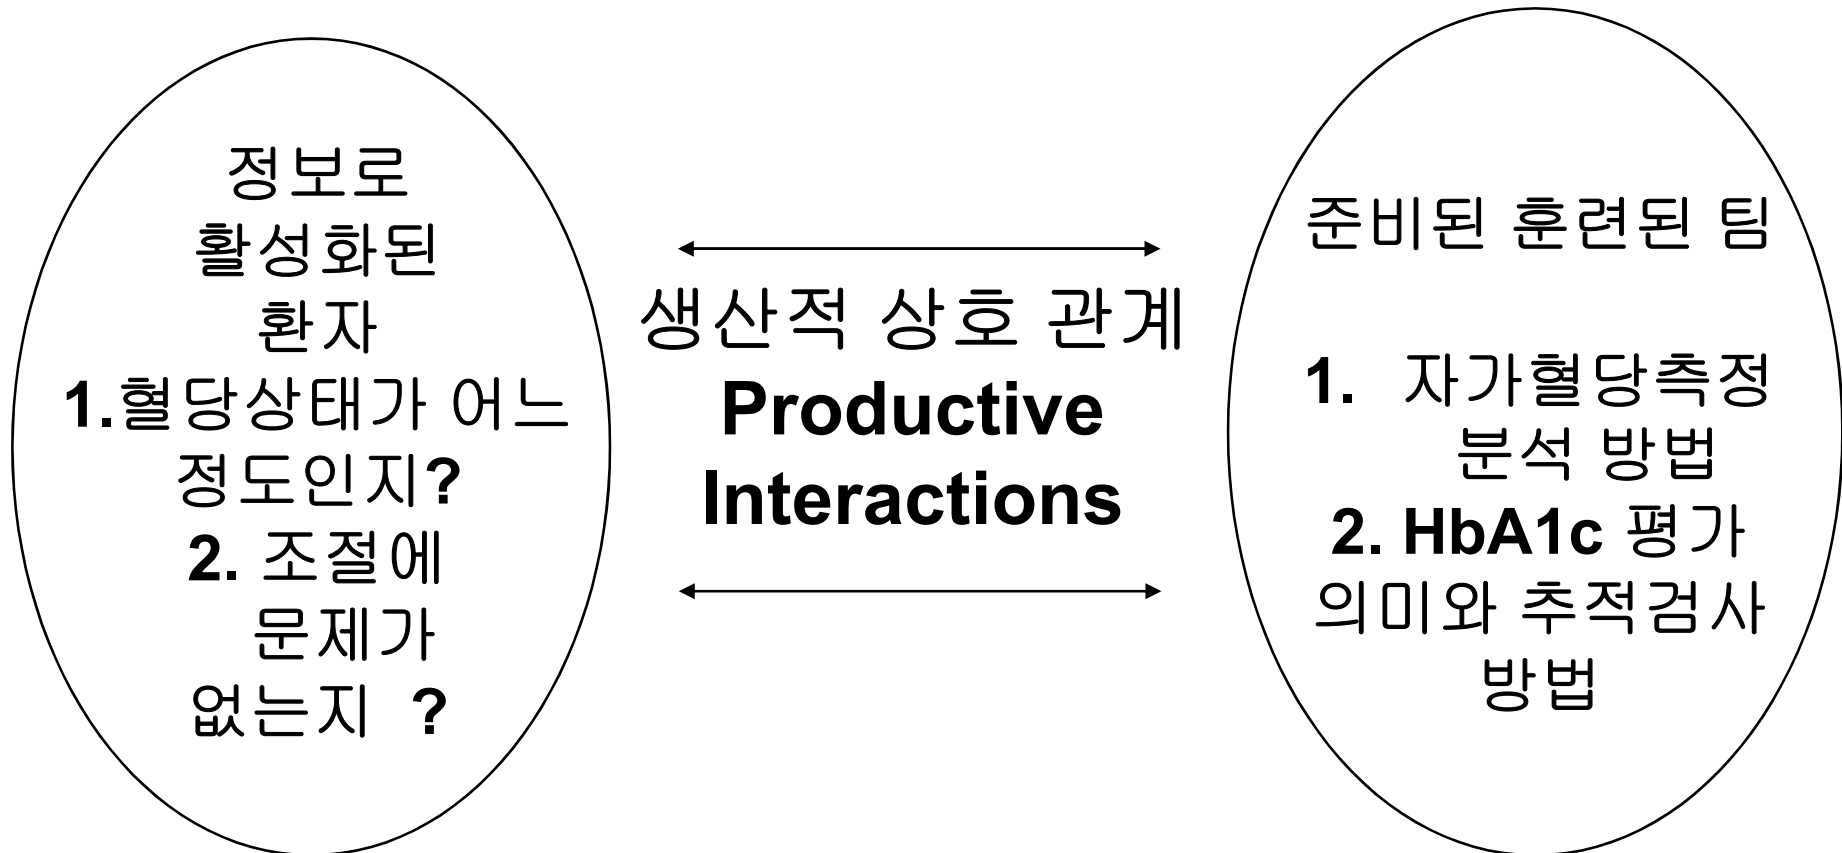 정보로
활성화된
환자
1.혈당상태가 어느
정도인지?
2. 조절에
문제가
없는지 ?
생산적 상호 관계
Productive
Interactions
준비된 훈련된 팀
1. 자가혈당측정
분석 방법
2. HbA1c 평가
의미와 추적검사
방법